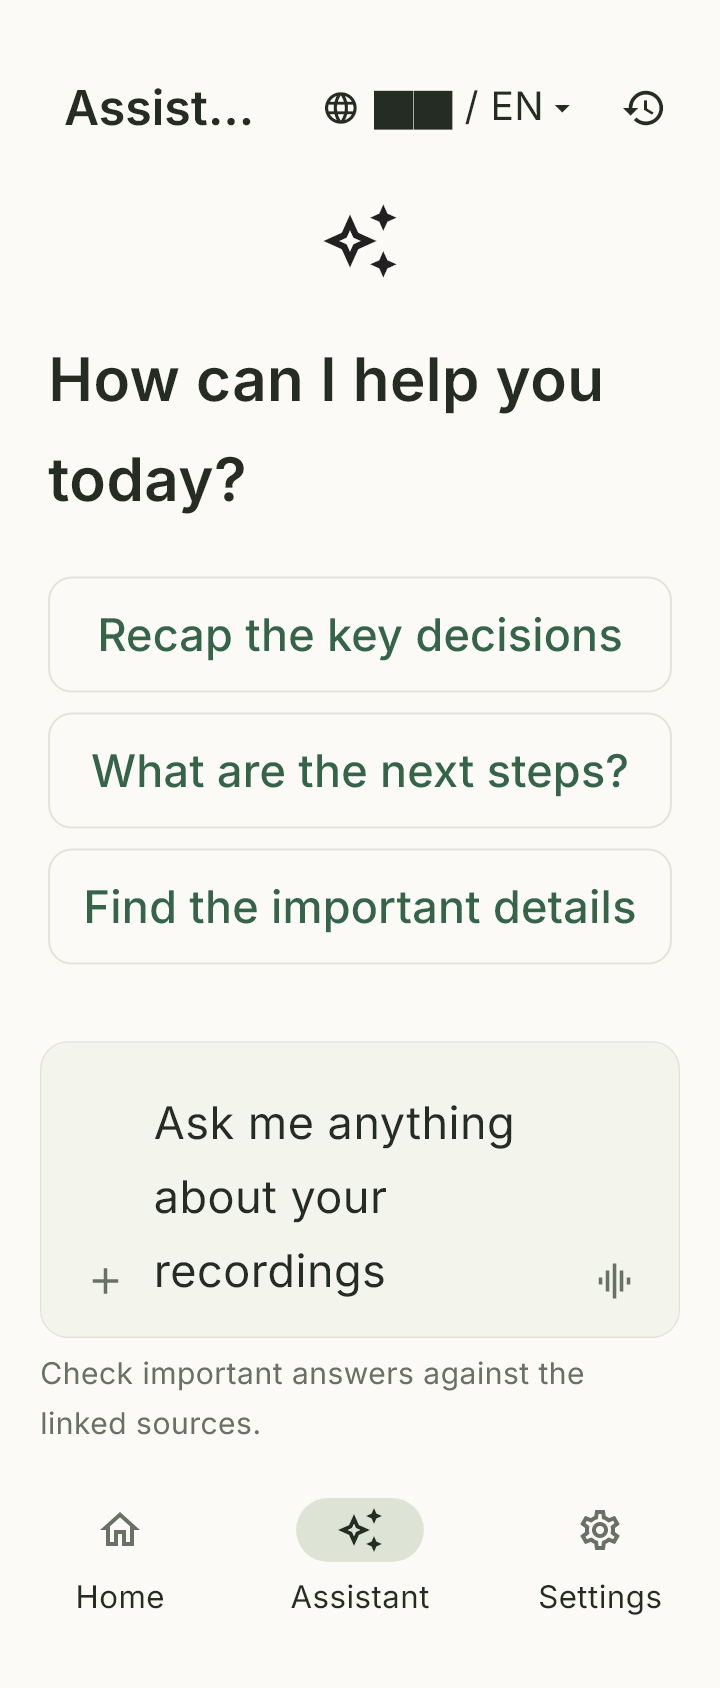 Assist...
/ EN
How can I help you
today?
Recap the key decisions
What are the next steps?
Find the important details
Ask me anything
about your
recordings
Check important answers against the
linked sources.
Home
Assistant
Settings